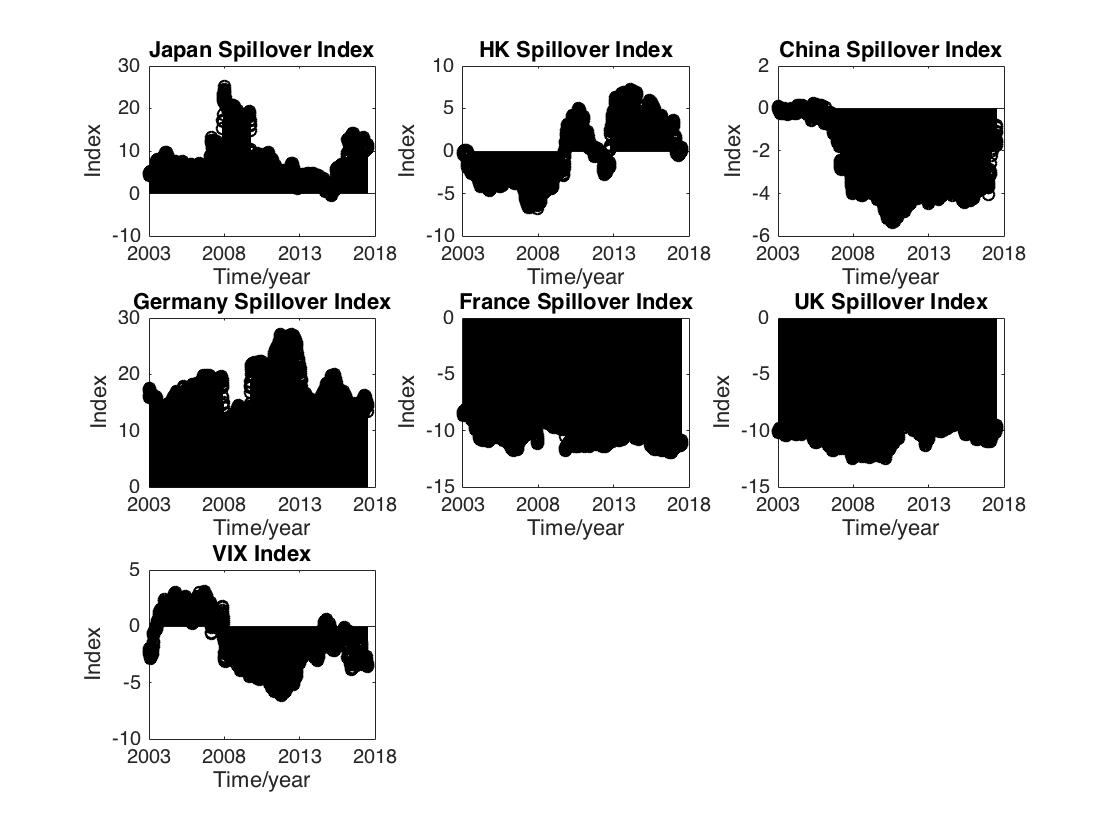 Japan Spillover Index
30
20
10
0
-10
Index
2003 2008 2013 2018
Time/year
HK Spillover Index
10
5
0
-5
-10
Index
2003 2008 2013 2018
Time/year
China Spillover Index
2
0
-2
-4
-6
Index
2003 2008 2013 2018
Time/year
Germany Spillover Index
30
20
10
0
Index
2003 2008 2013 2018
Time/year
France Spillover Index
0
-5
-10
-15
Index
2003 2008 2013 2018
Time/year
UK Spillover Index
0
-5
-10
-15
Index
2003 2008 2013 2018
Time/year
VIX Index
5
0
-5
-10
Index
2003 2008 2013 2018
Time/year